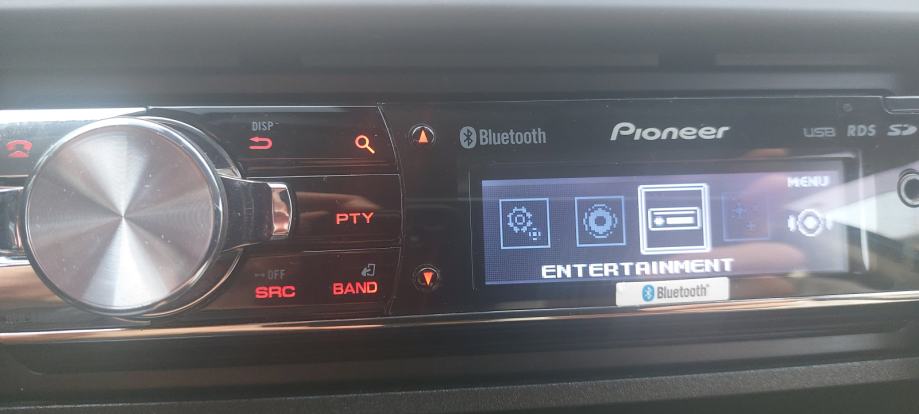 DISP
Bluetooth
Pioneer
USB
RDS
SD
MENU
PTY
ENTERTAINMENT
OFF
SRC
BAND
Bluetooth